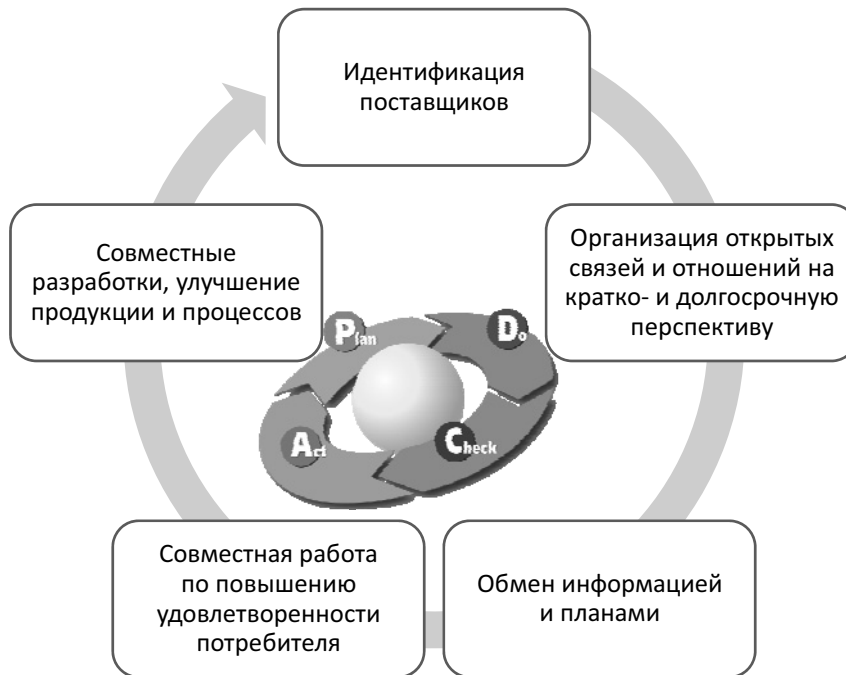 Идентификация
поставщиков
Организация открытых
связей и отношений на
кратко- и долгосрочную
перспективу
Обмен информацией
и планами
Совместная работа
по повышению
удовлетворенности
потребителя
Совместные
разработки, улучшение
продукции и процессов
Plan
Do
Check
Act